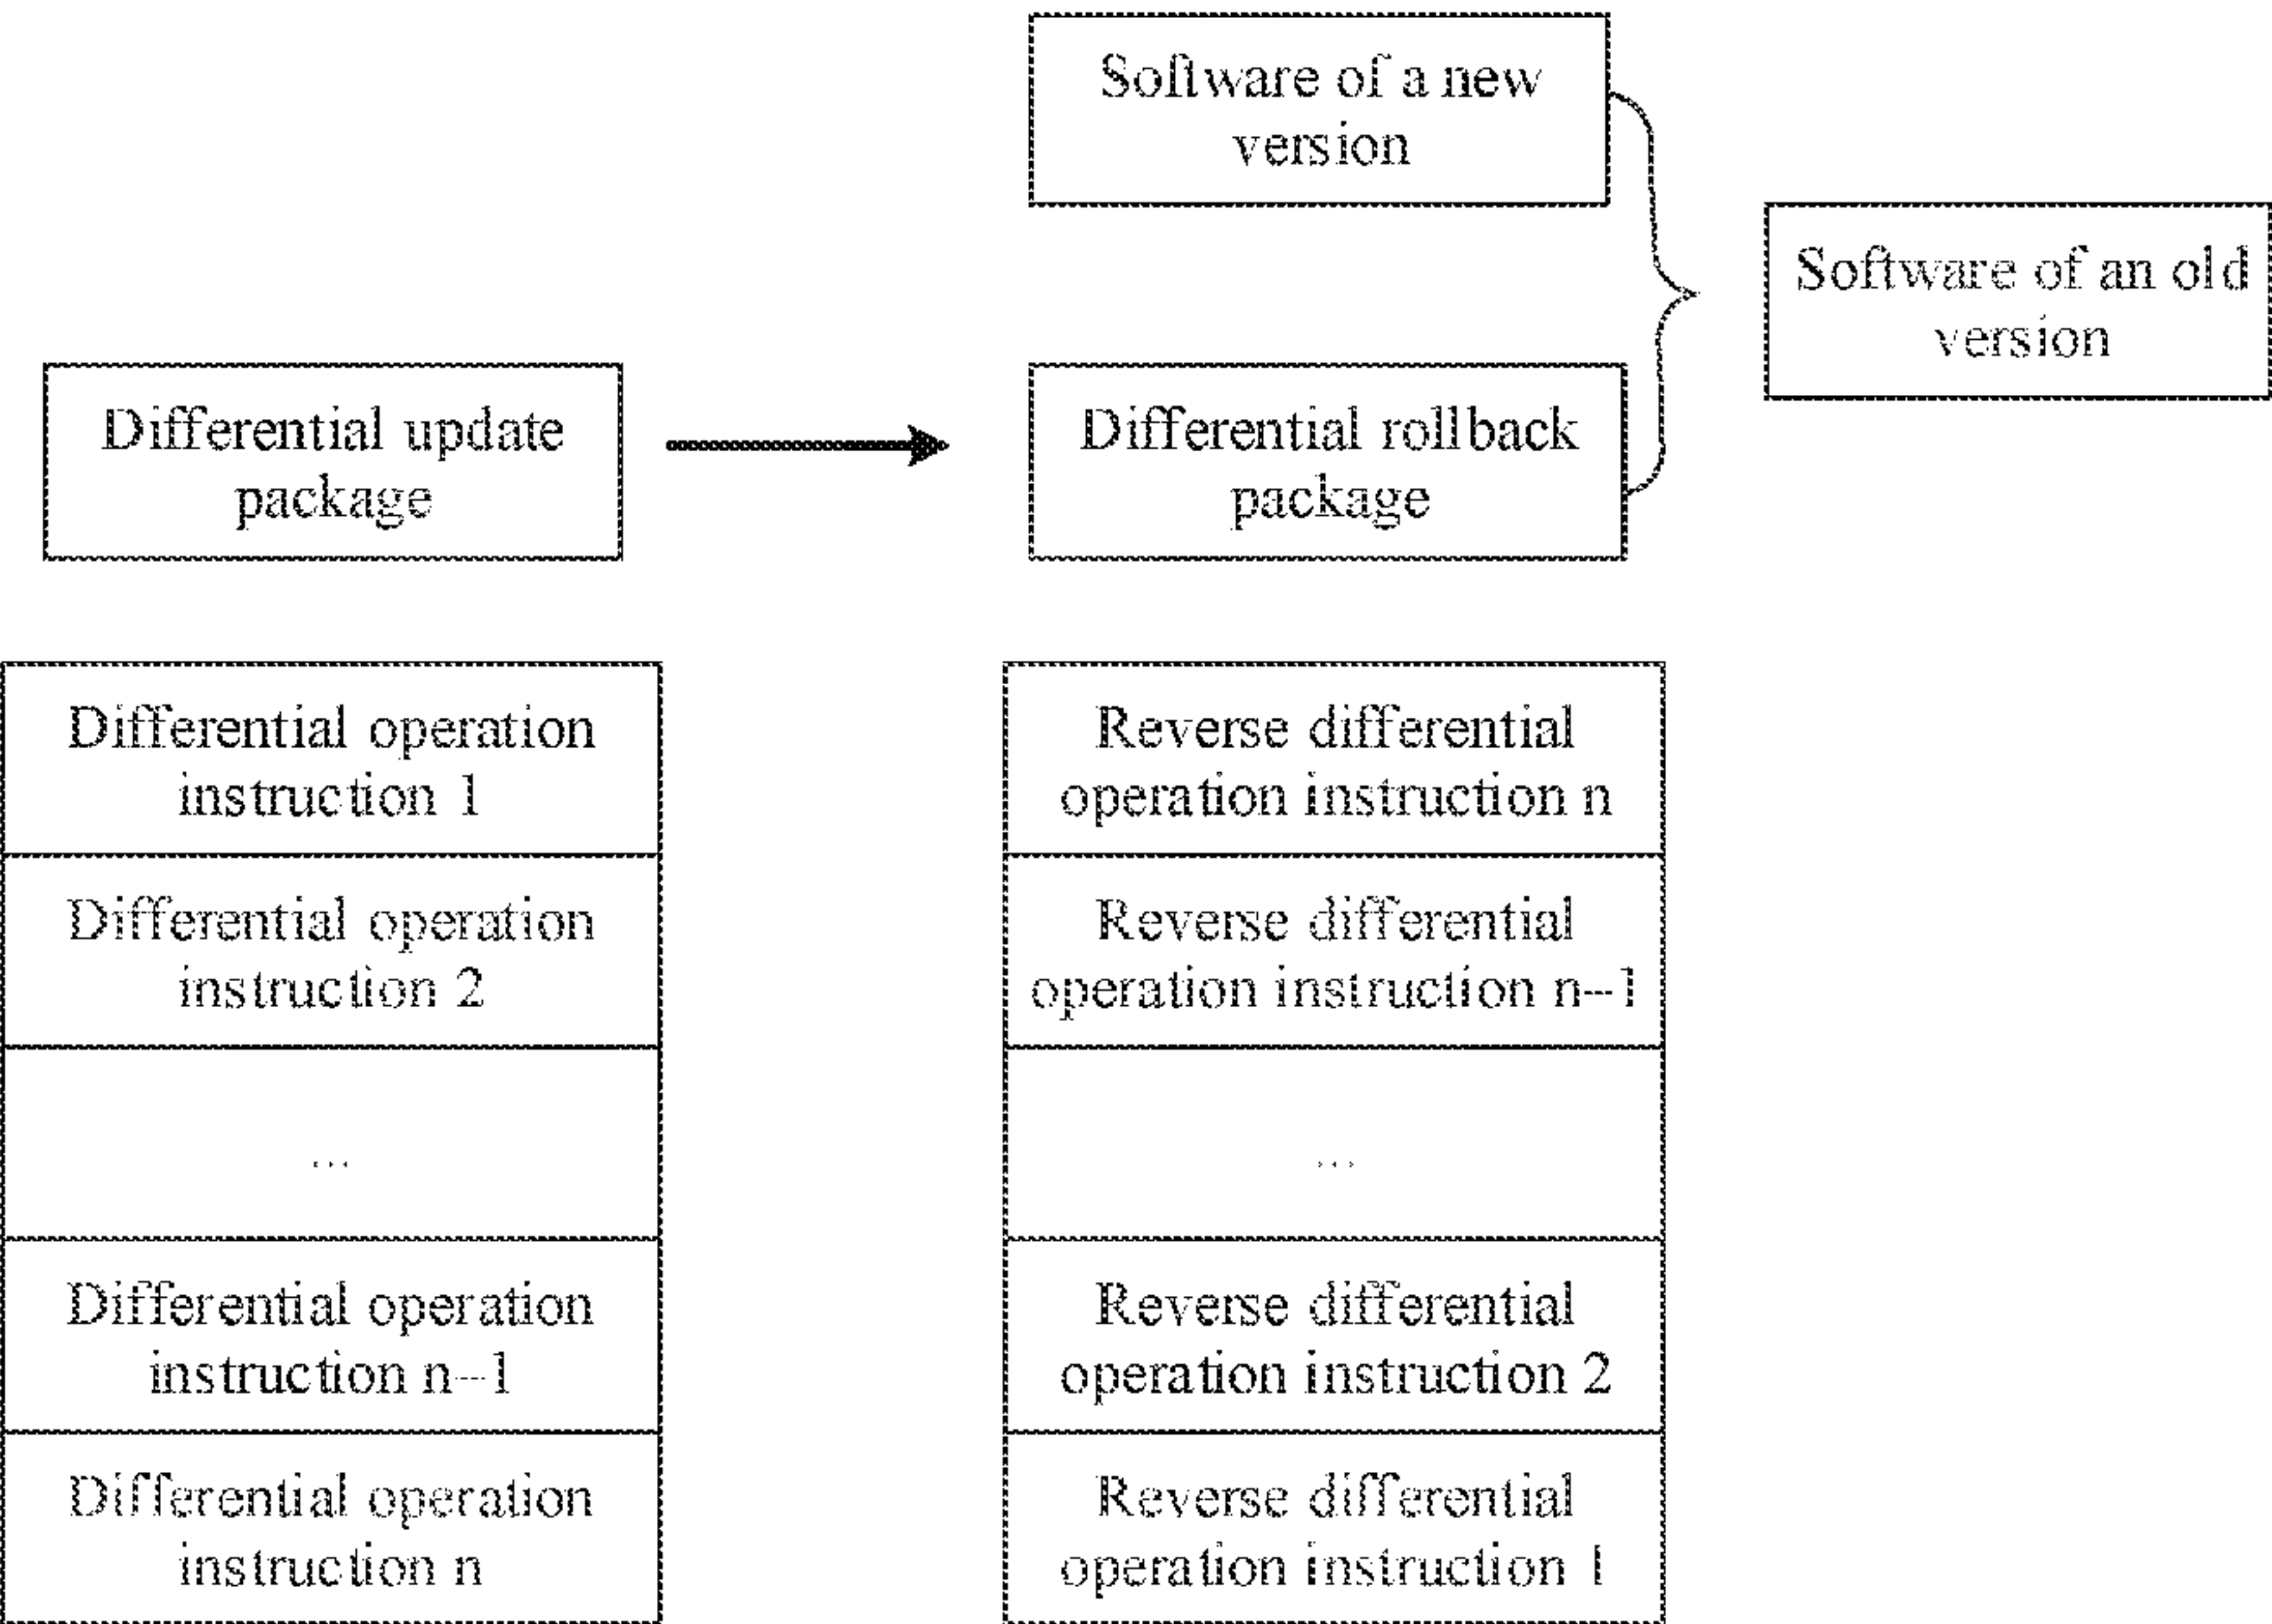 Software of a new
version
Software of an old
version
Differential update
package
Differential rollback
package
Differential operation
instruction 1
Differential operation
instruction 2
...
Differential operation
instruction n--1
Differential operation
instruction n
Reverse differential
operation instruction n
Reverse differential
operation instruction n--1
...
Reverse differential
operation instruction 2
Reverse differential
operation instruction 1